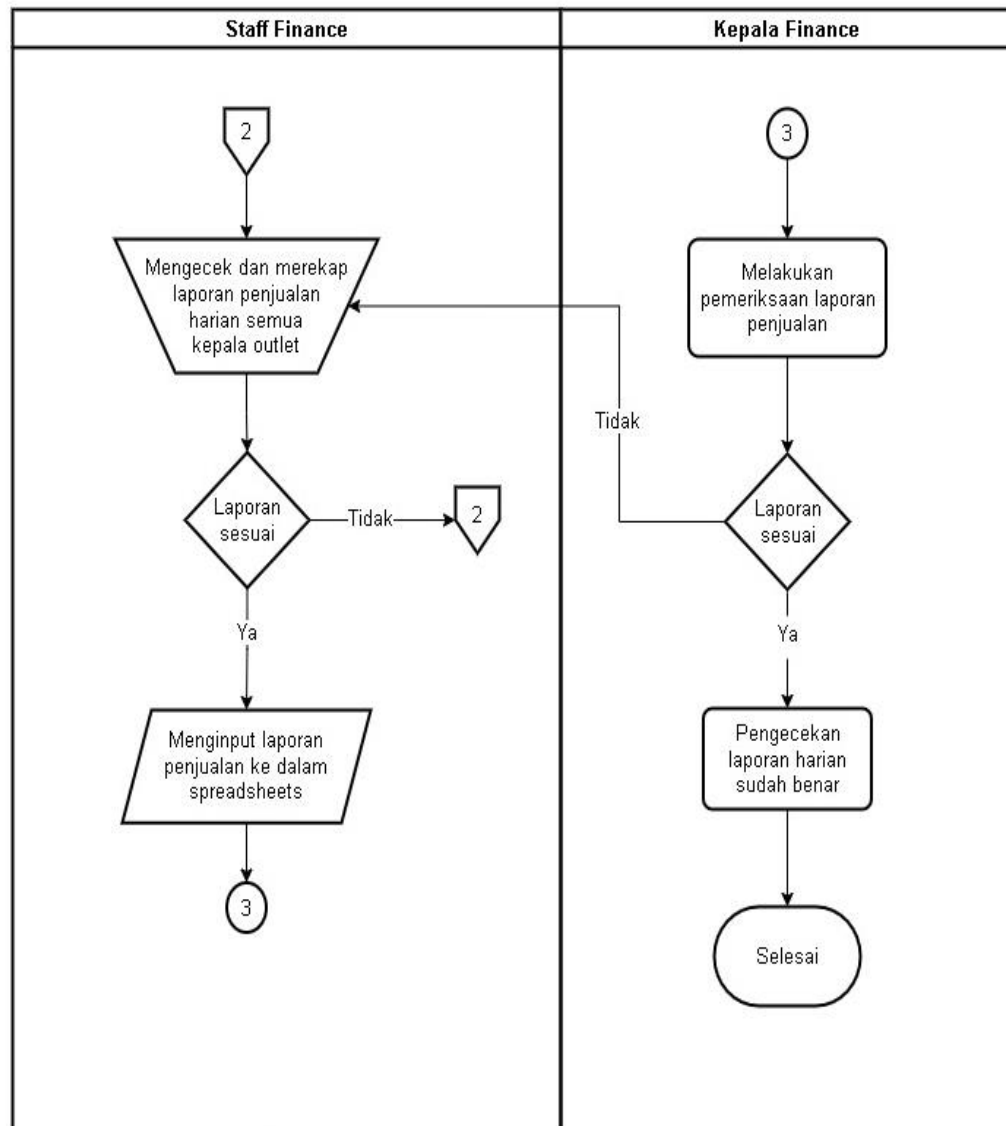 Staff Finance
Kepala Finance
2
Mengecek dan merekap
laporan penjualan
harian semua
kepala outlet
Laporan
sesuai
Tidak
2
Ya
Menginput laporan
penjualan ke dalam
spreadsheets
3
3
Melakukan
pemeriksaan laporan
penjualan
Tidak
Laporan
sesuai
Ya
Pengecekan
laporan harian
sudah benar
Selesai